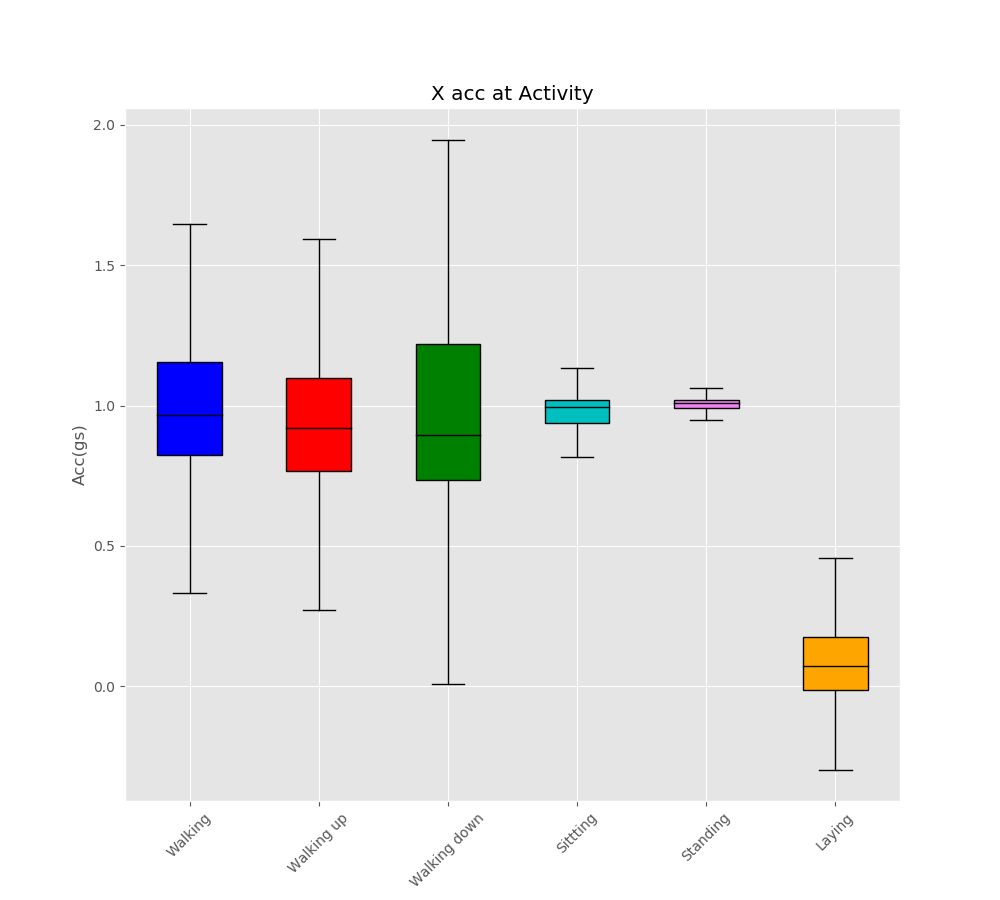 X acc at Activity
2.0
1.5
1.0
0.5
0.0
Acc(gs)
Walking
Walking up
Walking down
Sittting
Standing
Laying